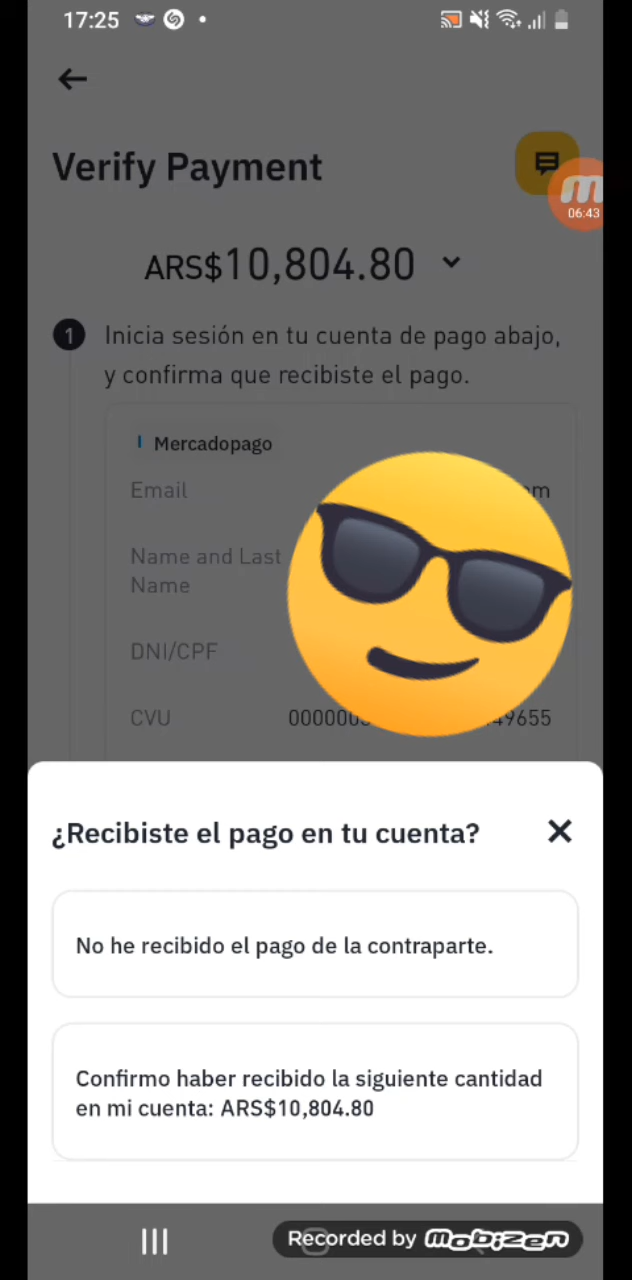 17:25
Verify Payment
06:43
ARS$10,804.80
1 Inicia sesión en tu cuenta de pago abajo,
y confirma que recibiste el pago.
Mercadopago
Email
Name and Last
Name
DNI/CPF
CVU
¿Recibiste el pago en tu cuenta?
No he recibido el pago de la contraparte.
Confirmo haber recibido la siguiente cantidad
en mi cuenta: ARS$10,804.80
Recorded by mobizen